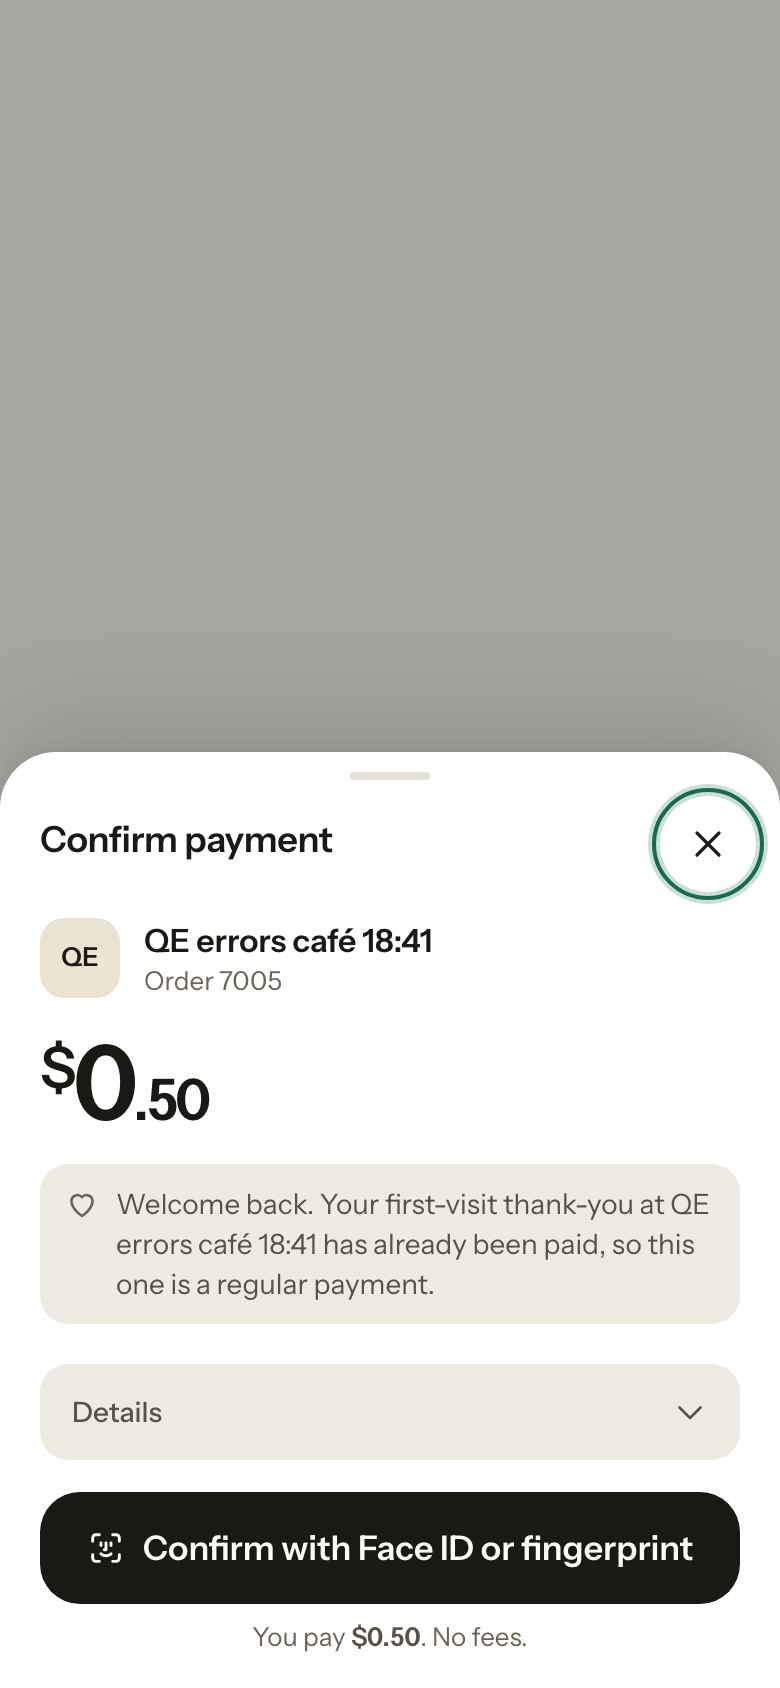 Confirm payment
QE
QE errors café 18:41
Order 7005
$0.50
Welcome back. Your first-visit thank-you at QE
errors café 18:41 has already been paid, so this
one is a regular payment.
Details
Confirm with Face ID or fingerprint
You pay $0.50. No fees.